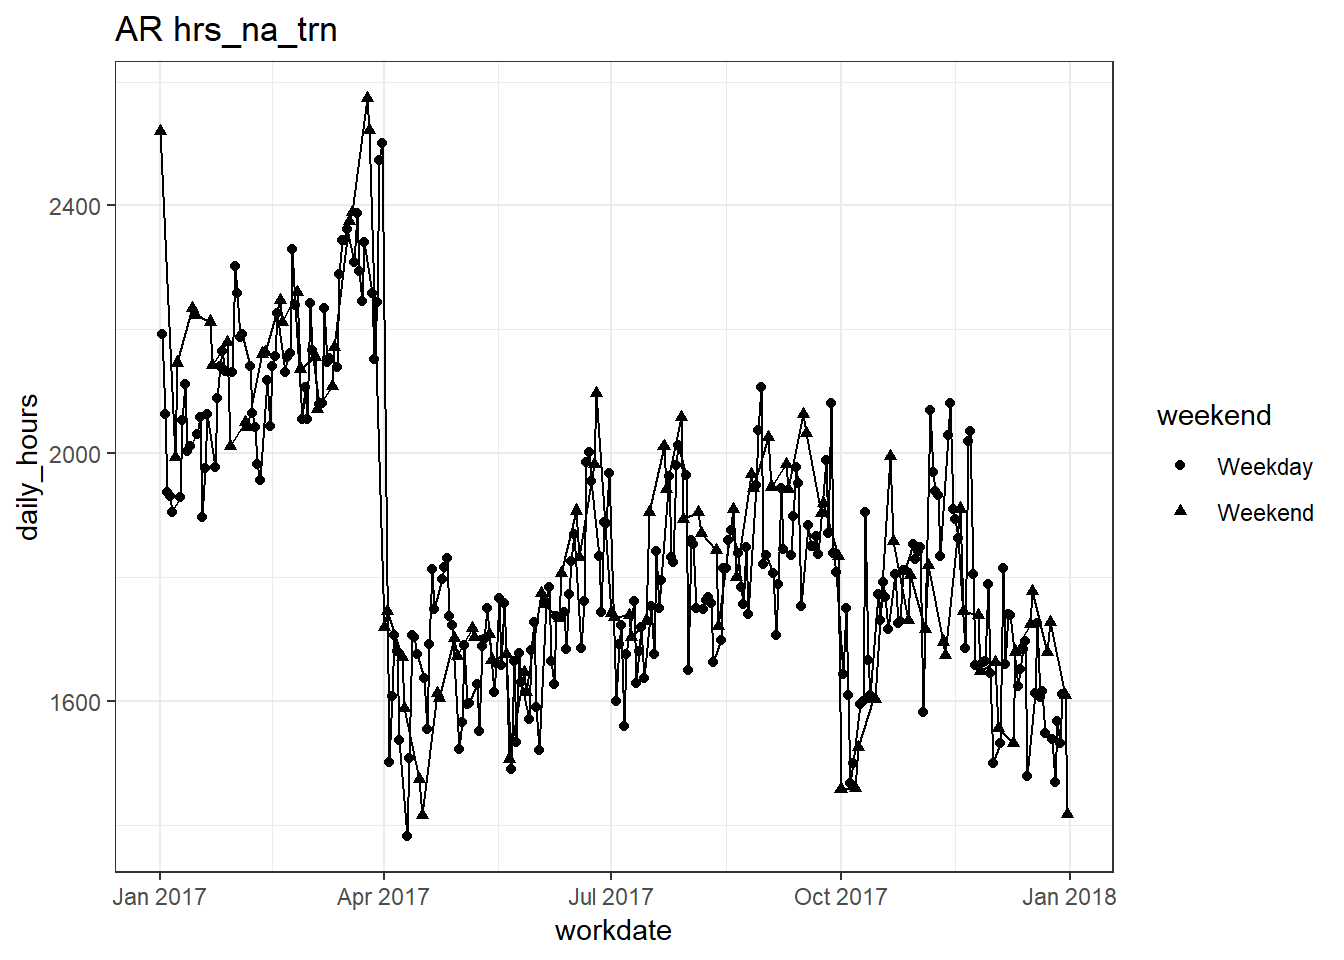 AR hrs_na_trn
daily_hours
2400
2000
1600
Jan 2017
Apr 2017
Jul 2017
Oct 2017
Jan 2018
workdate
weekend
Weekday
Weekend